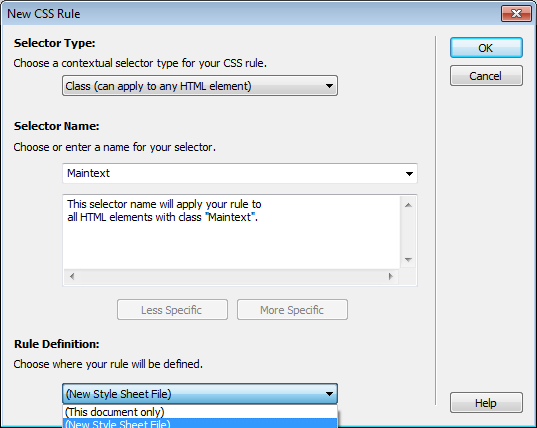 New CSS Rule
Selector Type:
Choose a contextual selector type for your CSS rule.
Class (can apply to any HTML element)
Selector Name:
Choose or enter a name for your selector.
Maintext
This selector name will apply your rule to
all HTML elements with class "Maintext".
Less Specific
More Specific
Rule Definition:
Choose where your rule will be defined.
(New Style Sheet File)
(This document only)
(New Style Sheet File)
OK
Cancel
Help